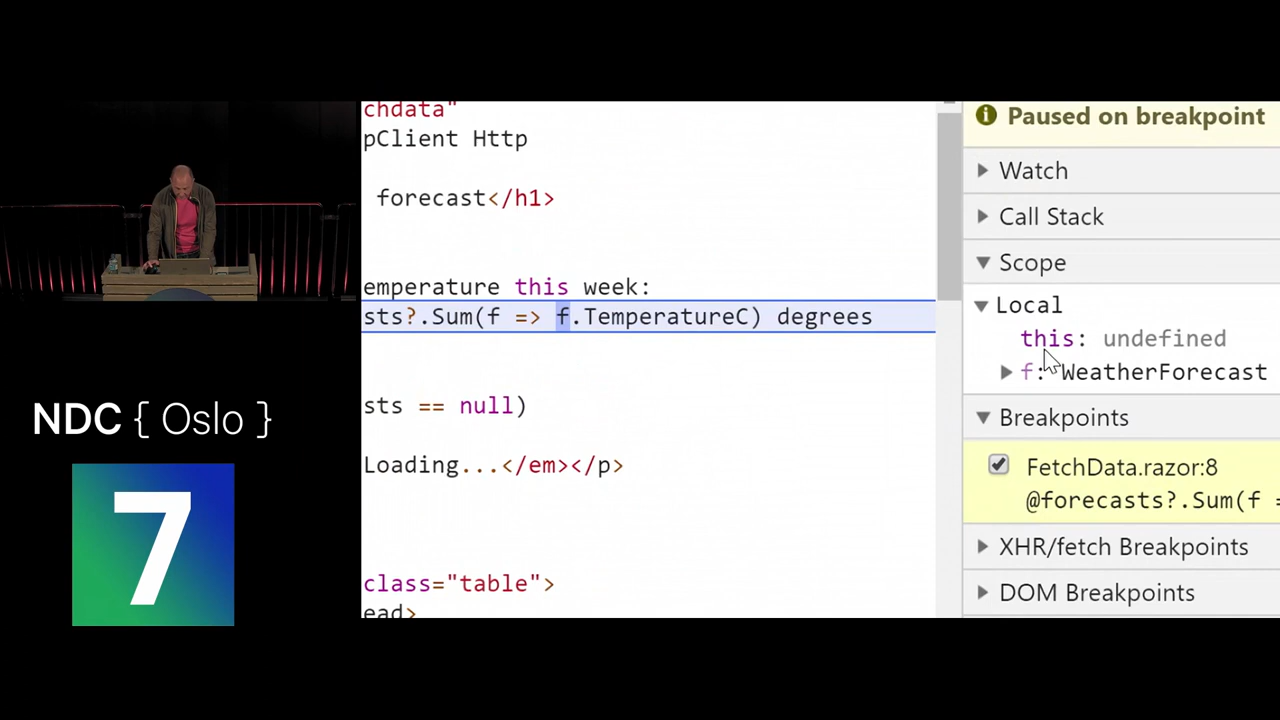 chdata"
pClient Http
forecast</h1>
emperature this week:
sts?.Sum(f => f.TemperatureC) degrees
sts == null)
Loading...</em></p>
class="table">
ead>
Paused on breakpoint
Watch
Call Stack
Scope
Local
this: undefined
f: WeatherForecast
Breakpoints
FetchData.razor:8
@forecasts?.Sum(f =
XHR/fetch Breakpoints
DOM Breakpoints
NDC { Oslo }
7